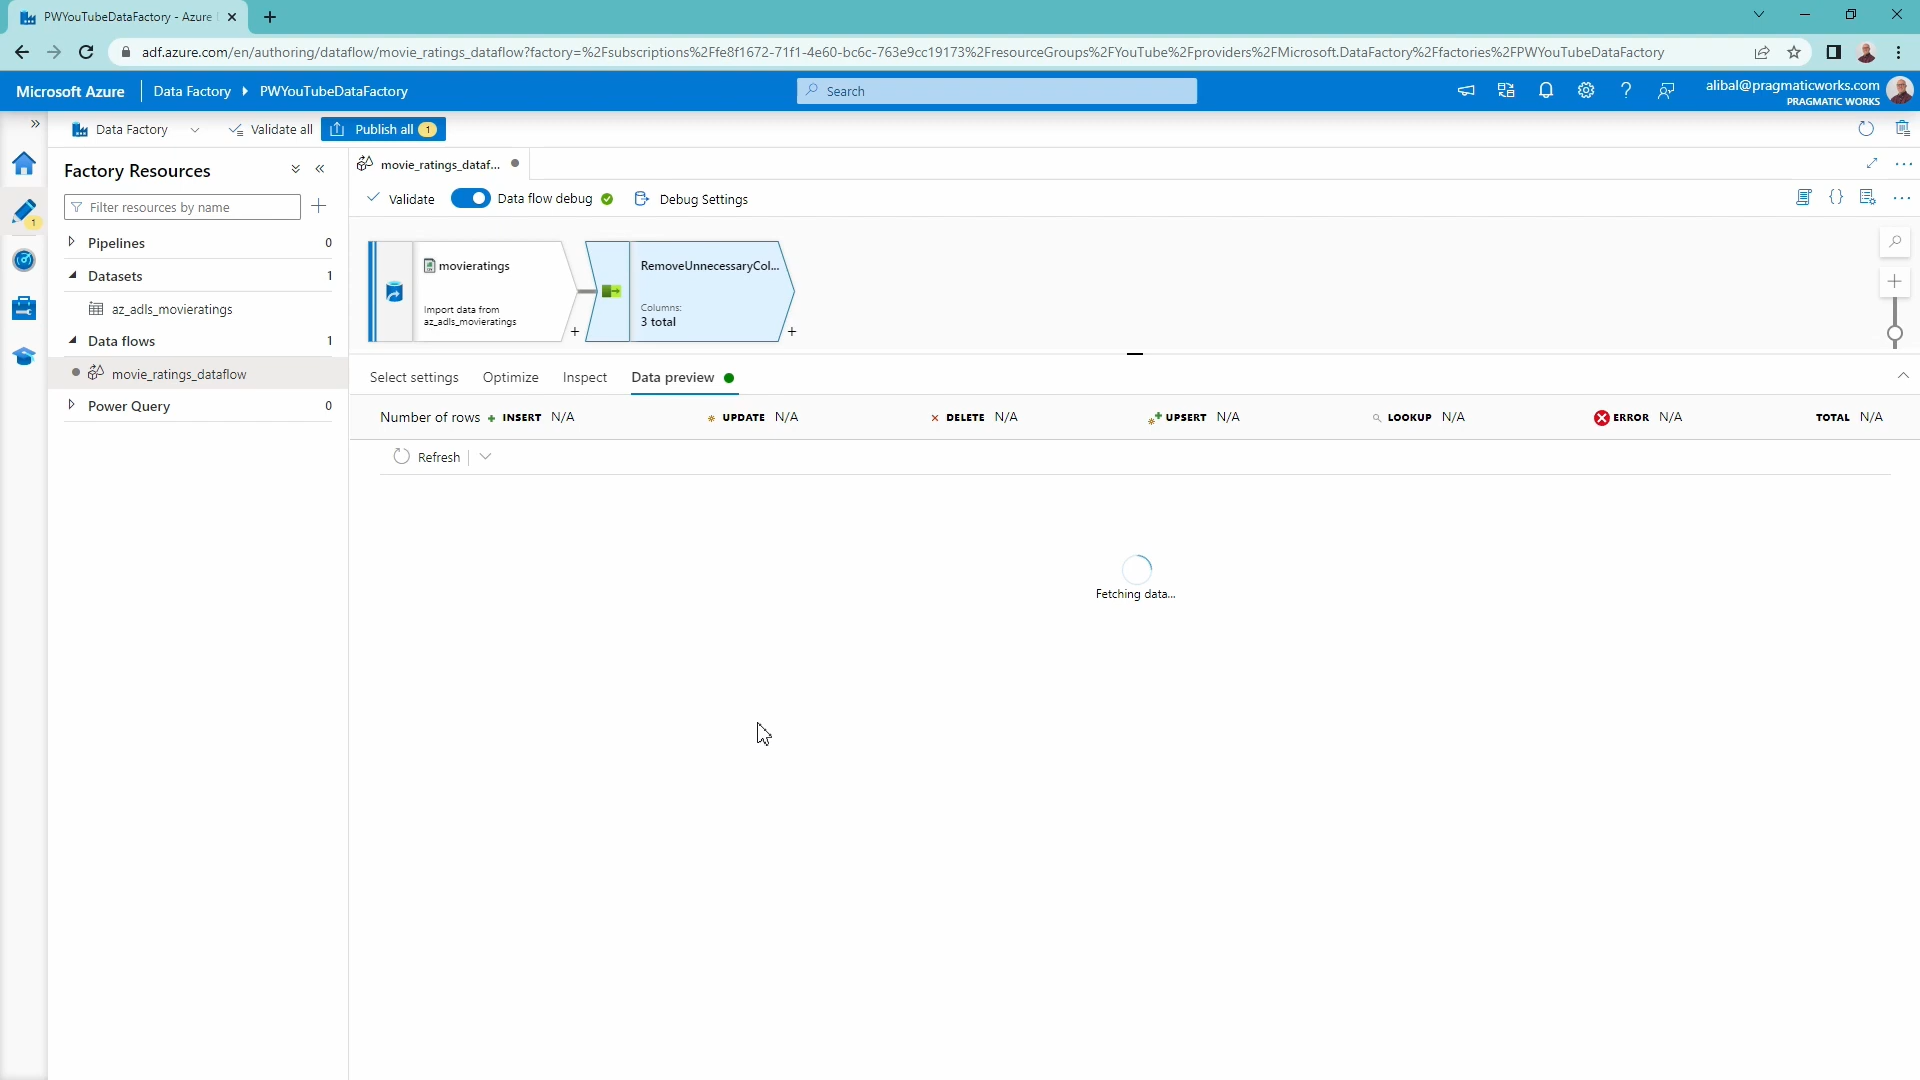 PWYouTubeDataFactory - Azure
adf.azure.com/en/authoring/dataflow/movie_ratings_dataflow?factory=%2Fsubscriptions%2Ffe8f1672-71f1-4e60-bc6c-763e9cc19173%2FresourceGroups%2FYouTube%2Fproviders%2FMicrosoft.DataFactory%2Ffactories%2FPWYouTubeDataFactory
Microsoft Azure
Data Factory
PWYouTubeDataFactory
Search
alibal@pragmaticworks.com
PRAGMATIC WORKS
Data Factory
Validate all
Publish all 1
Factory Resources
movie_ratings_dataf...
Filter resources by name
Validate
Data flow debug
Debug Settings
1
Pipelines 0
Datasets 1
az_adls_movieratings
Data flows 1
movie_ratings_dataflow
Power Query 0
movieratings
Import data from
az_adls_movieratings
+
RemoveUnnecessaryCol...
Columns:
3 total
+
Select settings
Optimize
Inspect
Data preview
Number of rows + INSERT N/A
UPDATE N/A
DELETE N/A
UPSERT N/A
LOOKUP N/A
ERROR N/A
TOTAL N/A
Refresh
Fetching data...